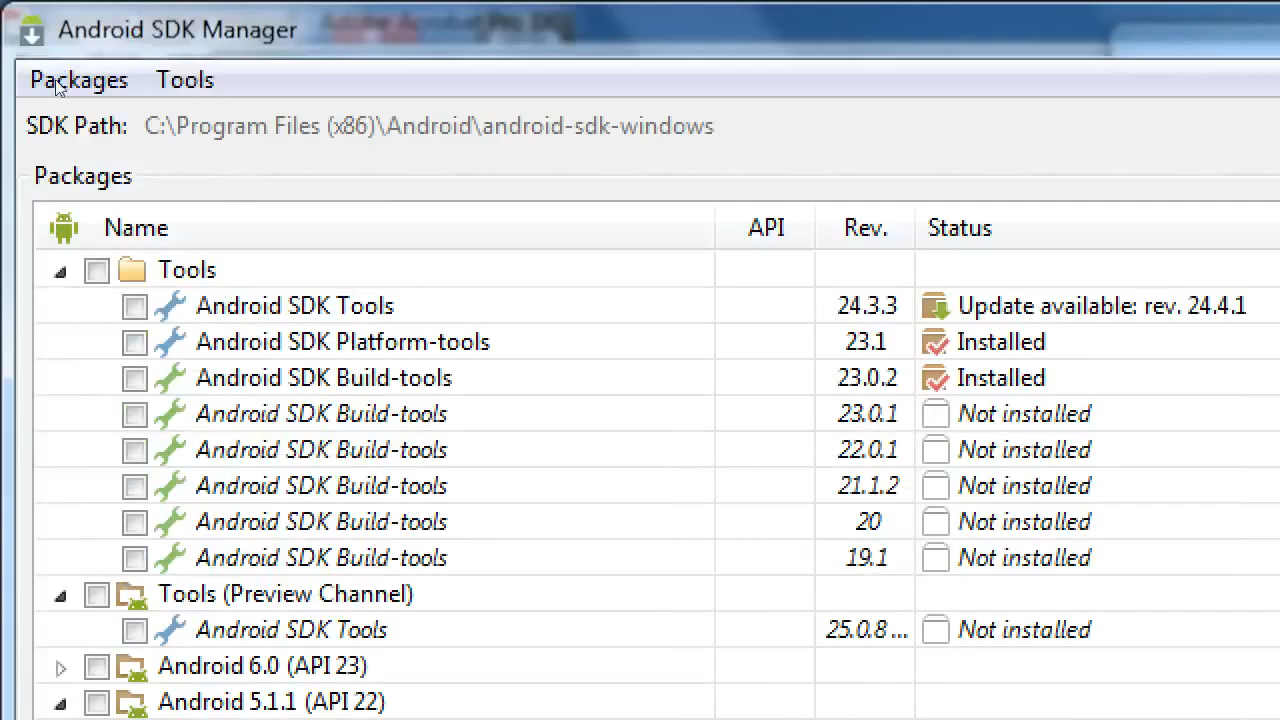 Android SDK Manager
Packages Tools
SDK Path: C:\Program Files (x86)\Android\android-sdk-windows
Packages
Name API Rev. Status
Tools
Android SDK Tools 24.3.3 Update available: rev. 24.4.1
Android SDK Platform-tools 23.1 Installed
Android SDK Build-tools 23.0.2 Installed
Android SDK Build-tools 23.0.1 Not installed
Android SDK Build-tools 22.0.1 Not installed
Android SDK Build-tools 21.1.2 Not installed
Android SDK Build-tools 20 Not installed
Android SDK Build-tools 19.1 Not installed
Tools (Preview Channel)
Android SDK Tools 25.0.8 ... Not installed
Android 6.0 (API 23)
Android 5.1.1 (API 22)